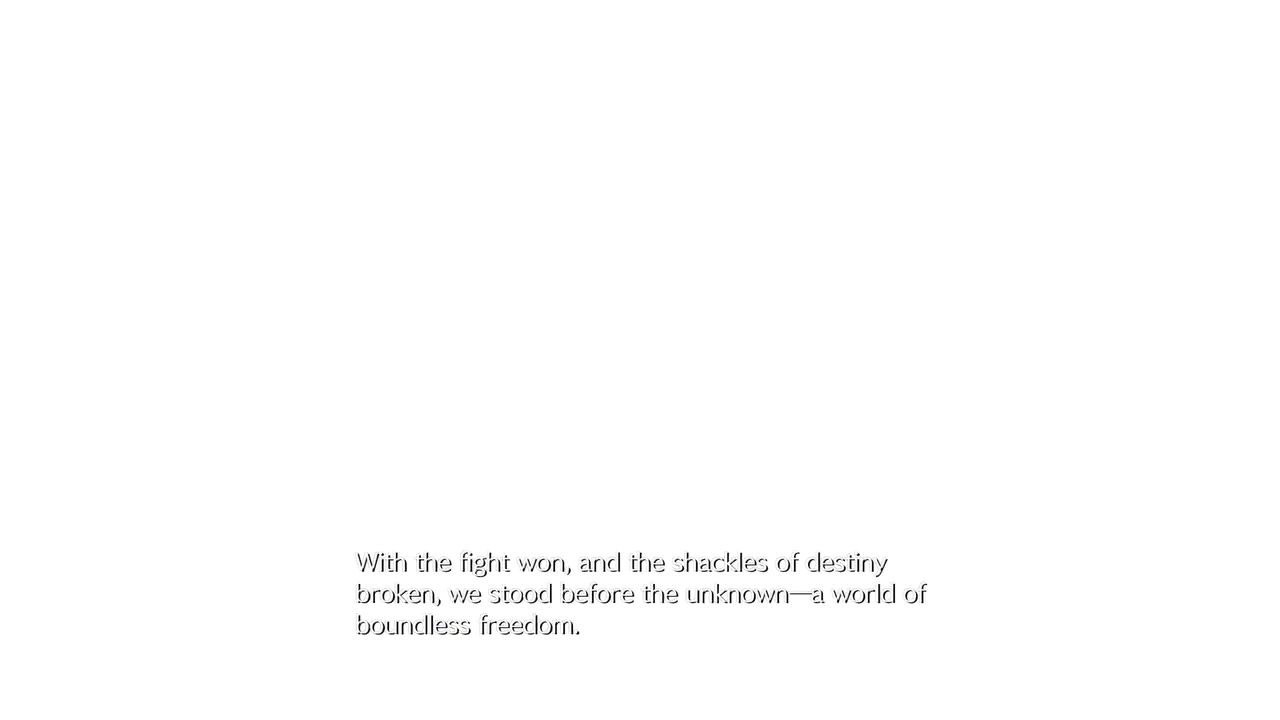 With the fight won, and the shackles of destiny
broken, we stood before the unknown—a world of
boundless freedom.